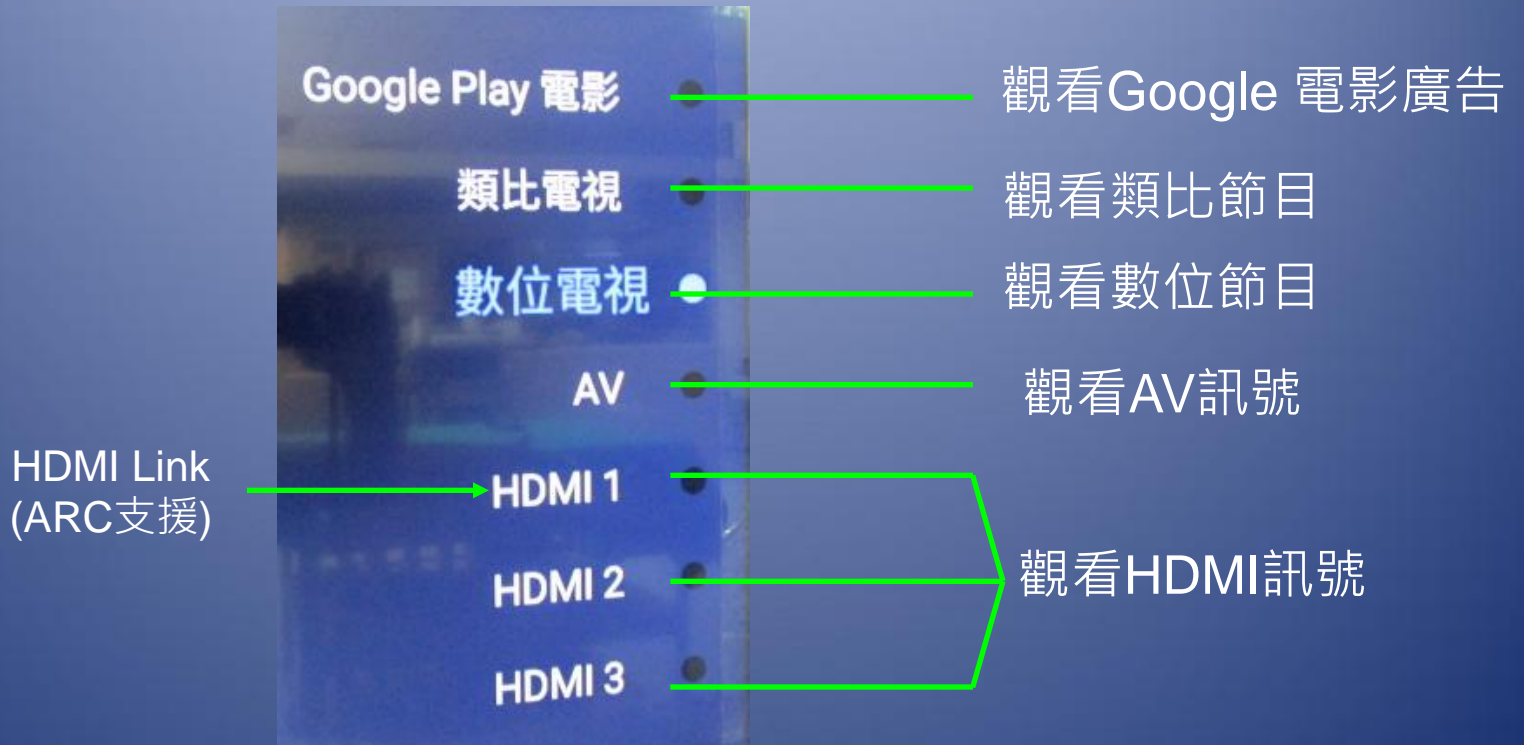 Google Play 電影
觀看Google 電影廣告
類比電視
觀看類比節目
數位電視
觀看數位節目
AV
觀看AV訊號
HDMI Link
(ARC支援)
HDMI 1
HDMI 2
觀看HDMI訊號
HDMI 3